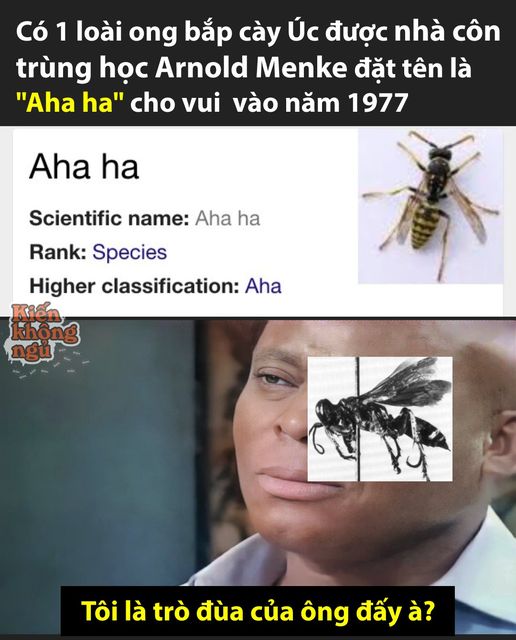 Có 1 loài ong bắp cày Úc được nhà côn
trùng học Arnold Menke đặt tên là
"Aha ha" cho vui vào năm 1977
Aha ha
Scientific name: Aha ha
Rank: Species
Higher classification: Aha
Kiến
không
ngủ
Tôi là trò đùa của ông đấy à?